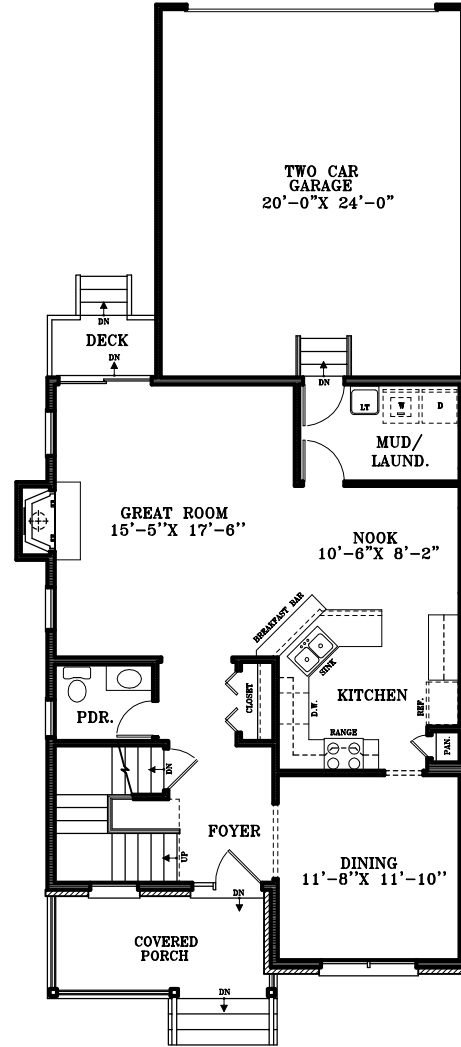 TWO CAR
GARAGE
20'-0"X 24'-0"
DN
DECK
DN
DN
LT
W
D
MUD/
LAUND.
GREAT ROOM
15'-5"X 17'-6"
NOOK
10'-6"X 8'-2"
BREAKFAST BAR
SINK
PDR.
CLOSET
D.W.
KITCHEN
REF.
RANGE
PAN.
DN
FOYER
UP
DINING
11'-8"X 11'-10"
DN
COVERED
PORCH
DN